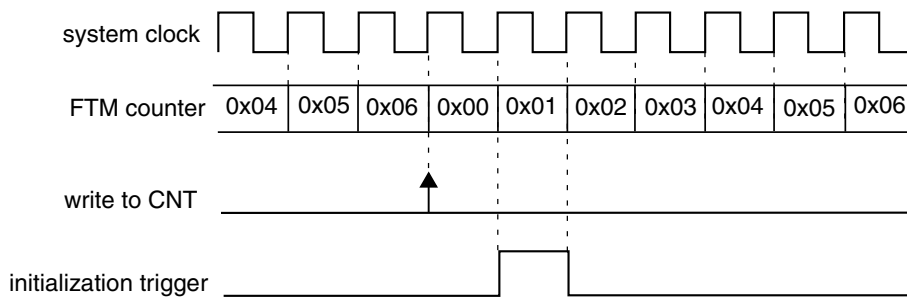 system clock
FTM counter 0x04 0x05 0x06 0x00 0x01 0x02 0x03 0x04 0x05 0x06
write to CNT
initialization trigger